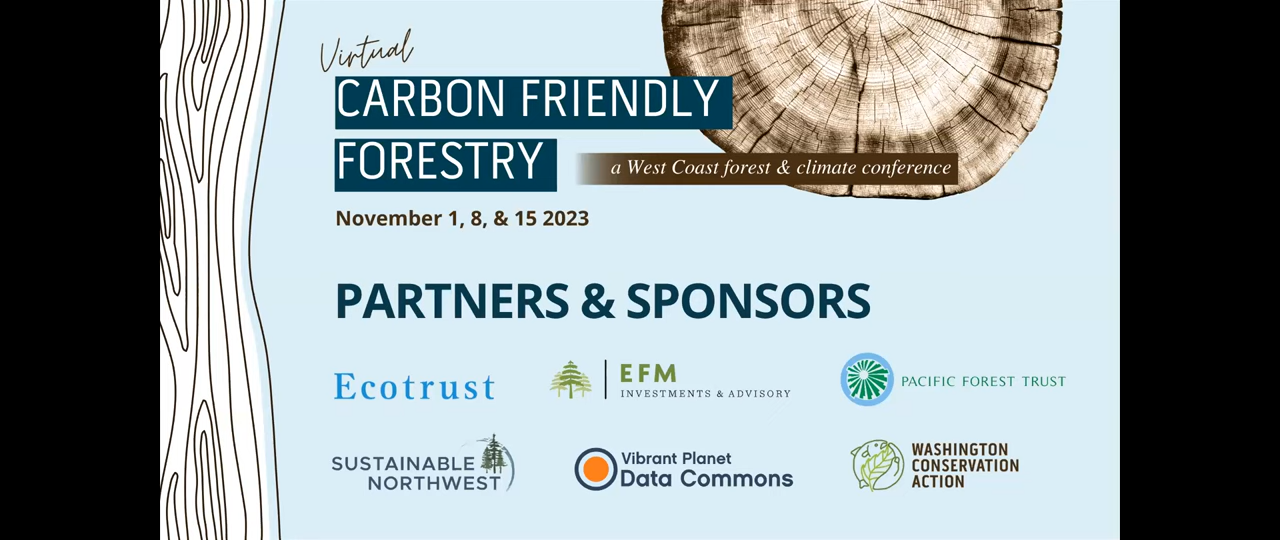 Virtual
CARBON FRIENDLY
FORESTRY
a West Coast forest & climate conference
November 1, 8, & 15 2023
PARTNERS & SPONSORS
Ecotrust
EFM
INVESTMENTS & ADVISORY
PACIFIC FOREST TRUST
SUSTAINABLE
NORTHWEST
Vibrant Planet
Data Commons
WASHINGTON
CONSERVATION
ACTION